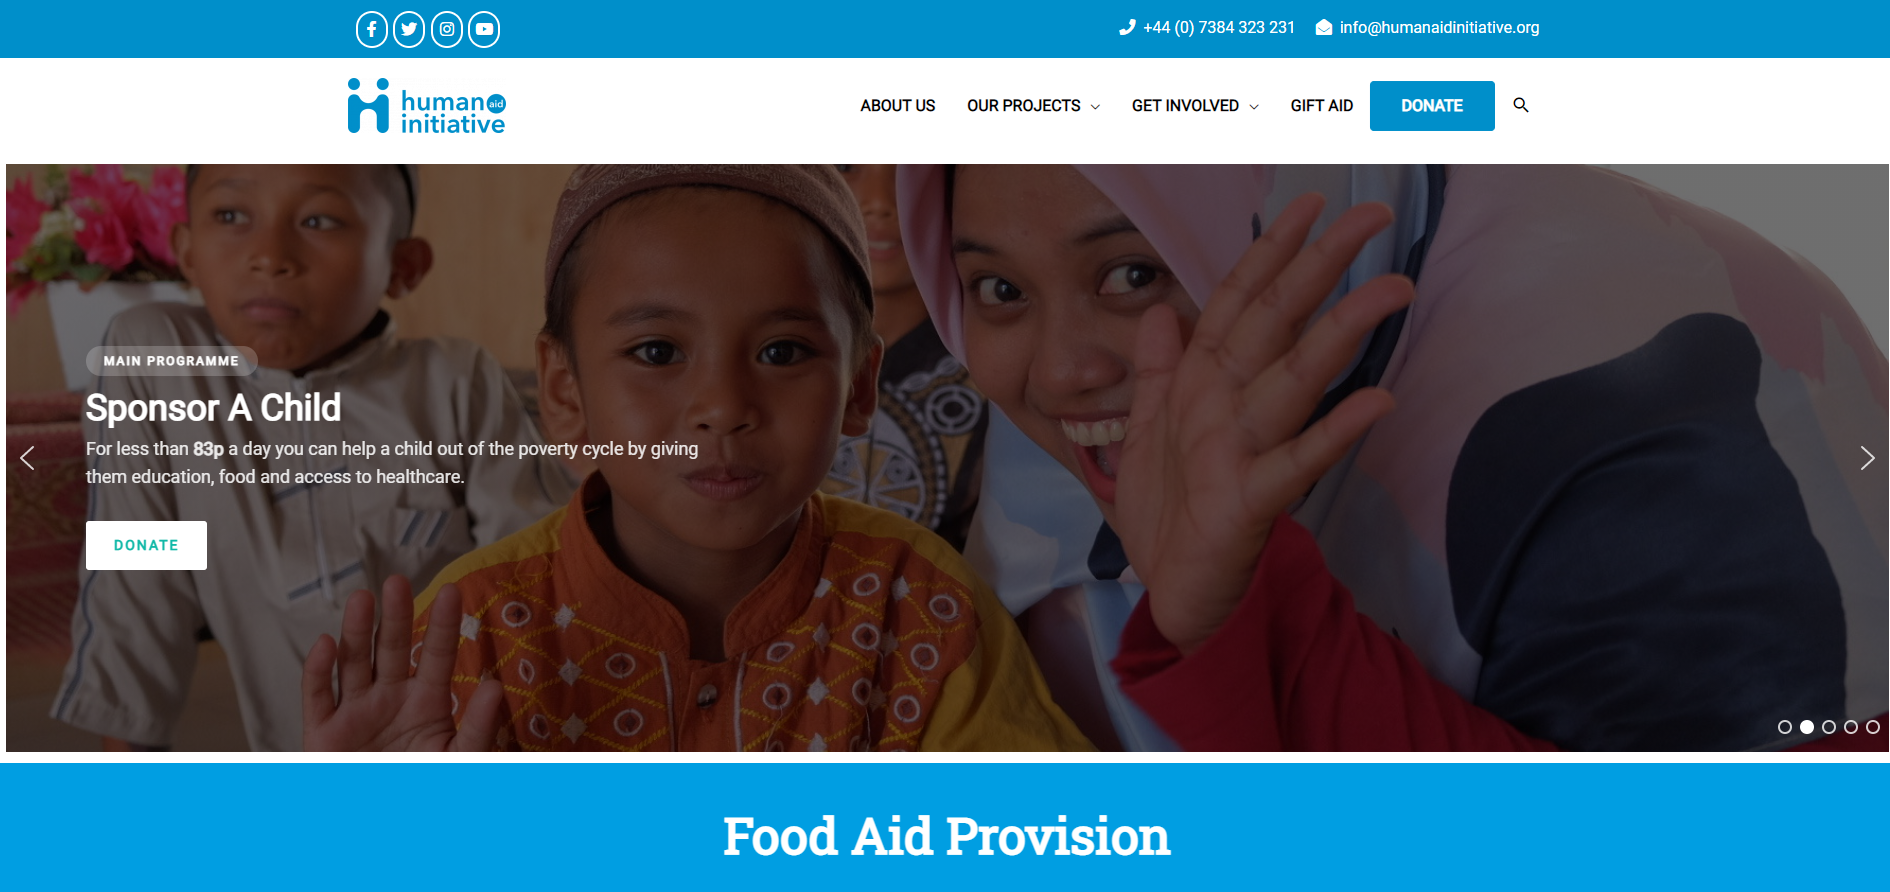 +44 (0) 7384 323 231 info@humanaidinitiative.org
human aid
initiative
ABOUT US OUR PROJECTS GET INVOLVED GIFT AID DONATE
MAIN PROGRAMME
Sponsor A Child
For less than 83p a day you can help a child out of the poverty cycle by giving
them education, food and access to healthcare.
DONATE
Food Aid Provision